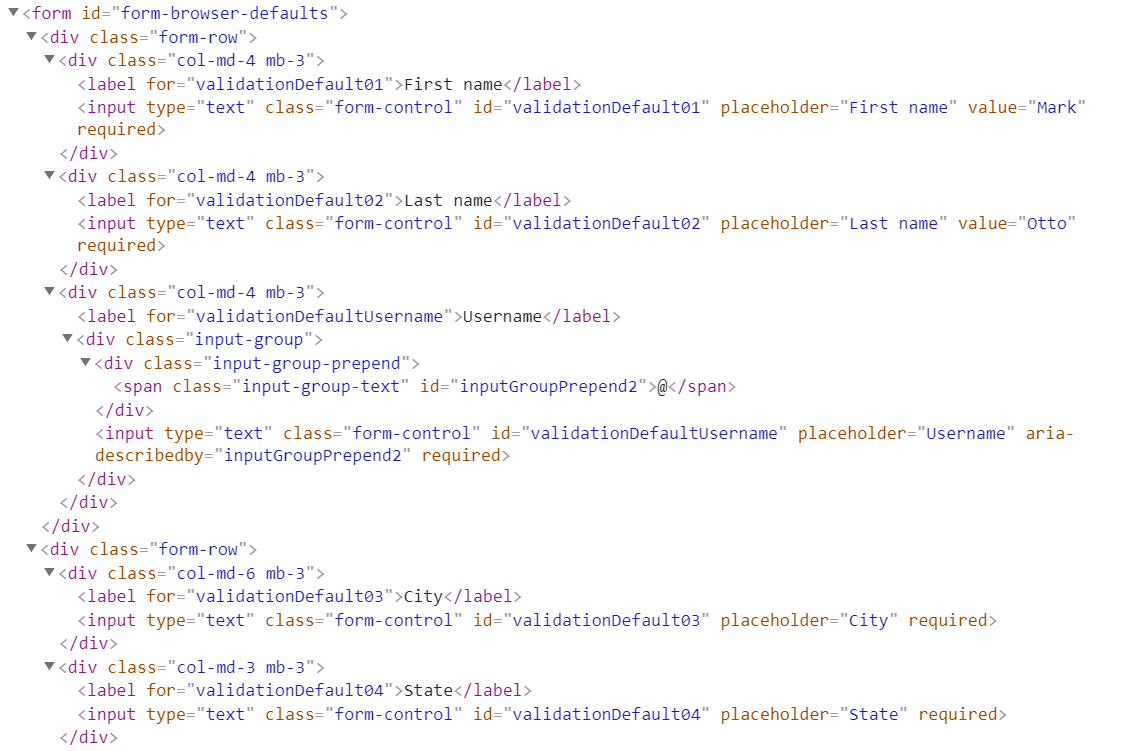 <form id="form-browser-defaults">
<div class="form-row">
<div class="col-md-4 mb-3">
<label for="validationDefault01">First name</label>
<input type="text" class="form-control" id="validationDefault01" placeholder="First name" value="Mark"
required>
</div>
<div class="col-md-4 mb-3">
<label for="validationDefault02">Last name</label>
<input type="text" class="form-control" id="validationDefault02" placeholder="Last name" value="Otto"
required>
</div>
<div class="col-md-4 mb-3">
<label for="validationDefaultUsername">Username</label>
<div class="input-group">
<div class="input-group-prepend">
<span class="input-group-text" id="inputGroupPrepend2">@</span>
</div>
<input type="text" class="form-control" id="validationDefaultUsername" placeholder="Username" aria-
describedby="inputGroupPrepend2" required>
</div>
</div>
</div>
<div class="form-row">
<div class="col-md-6 mb-3">
<label for="validationDefault03">City</label>
<input type="text" class="form-control" id="validationDefault03" placeholder="City" required>
</div>
<div class="col-md-3 mb-3">
<label for="validationDefault04">State</label>
<input type="text" class="form-control" id="validationDefault04" placeholder="State" required>
</div>